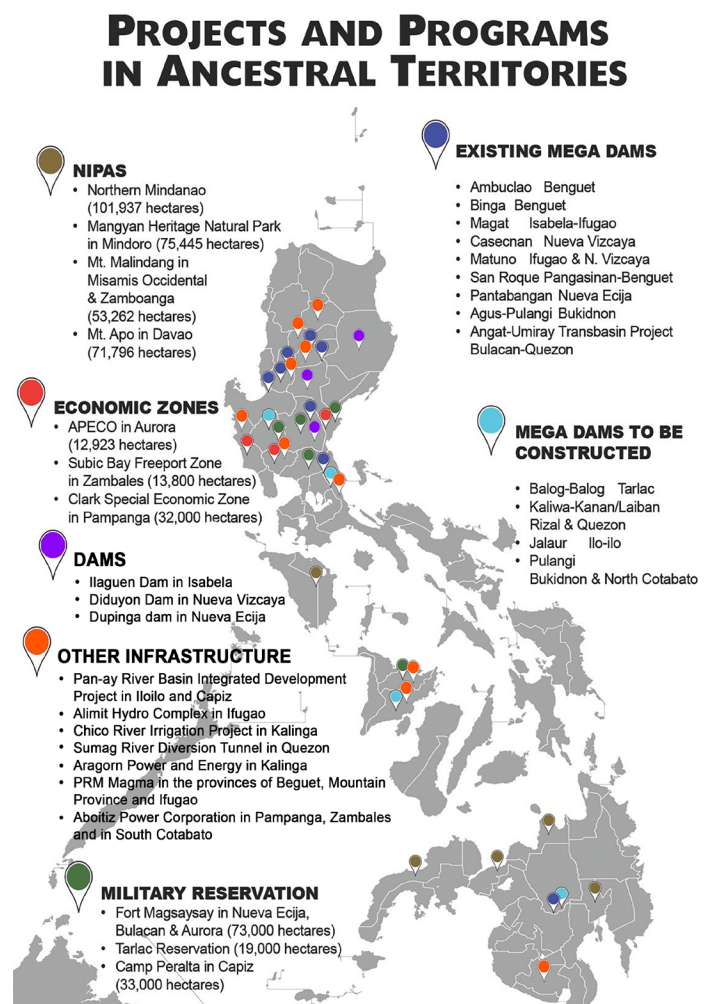 PROJECTS AND PROGRAMS
IN ANCESTRAL TERRITORIES
NIPAS
• Northern Mindanao
(101,937 hectares)
• Mangyan Heritage Natural Park
in Mindoro (75,445 hectares)
• Mt. Malindang in
Misamis Occidental
& Zamboanga
(53,262 hectares)
• Mt. Apo in Davao
(71,796 hectares)
ECONOMIC ZONES
• APECO in Aurora
(12,923 hectares)
• Subic Bay Freeport Zone
in Zambales (13,800 hectares)
• Clark Special Economic Zone
in Pampanga (32,000 hectares)
DAMS
• Ilaguen Dam in Isabela
• Diduyon Dam in Nueva Vizcaya
• Dupinga dam in Nueva Ecija
OTHER INFRASTRUCTURE
• Pan-ay River Basin Integrated Development
Project in Iloilo and Capiz
• Alimit Hydro Complex in Ifugao
• Chico River Irrigation Project in Kalinga
• Sumag River Diversion Tunnel in Quezon
• Aragorn Power and Energy in Kalinga
• PRM Magma in the provinces of Beguet, Mountain
Province and Ifugao
• Aboitiz Power Corporation in Pampanga, Zambales
and in South Cotabato
MILITARY RESERVATION
• Fort Magsaysay in Nueva Ecija,
Bulacan & Aurora (73,000 hectares)
• Tarlac Reservation (19,000 hectares)
• Camp Peralta in Capiz
(33,000 hectares)
EXISTING MEGA DAMS
• Ambuclao Benguet
• Binga Benguet
• Magat Isabela-Ifugao
• Casecnan Nueva Vizcaya
• Matuno Ifugao & N. Vizcaya
• San Roque Pangasinan-Benguet
• Pantabangan Nueva Ecija
• Agus-Pulangi Bukidnon
• Angat-Umiray Transbasin Project
Bulacan-Quezon
MEGA DAMS TO BE
CONSTRUCTED
• Balog-Balog Tarlac
• Kaliwa-Kanan/Laiban
Rizal & Quezon
• Jalaur Ilo-ilo
• Pulangi
Bukidnon & North Cotabato